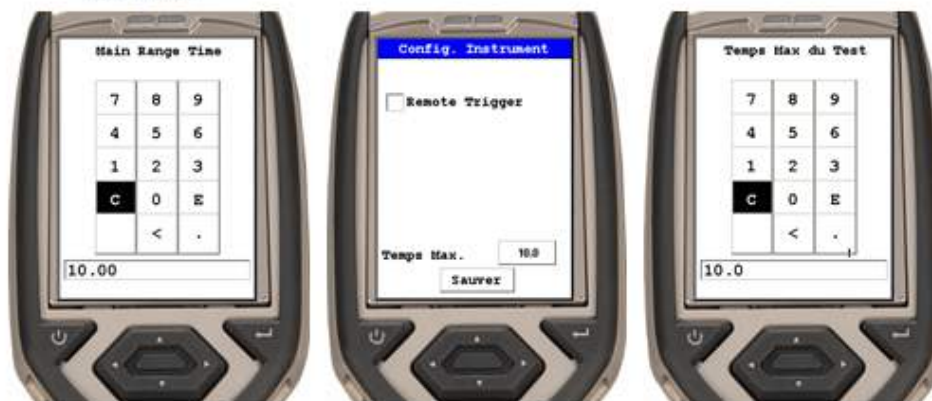 Main Range Time
7 8 9
4 5 6
1 2 3
C 0 E
< .
10.00
Config. Instrument
Remote Trigger
Temps Max. 10.0
Sauver
Temps Max du Test
7 8 9
4 5 6
1 2 3
C 0 E
< .
10.0